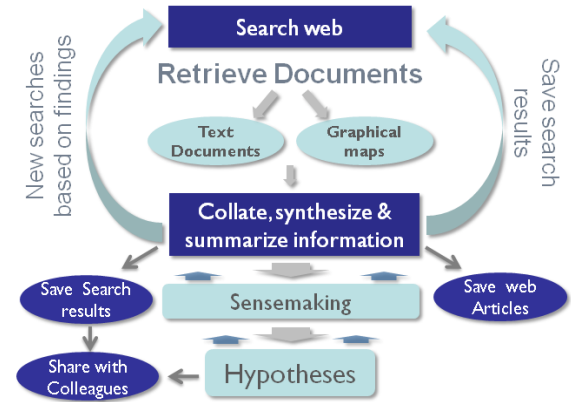 Search web
Retrieve Documents
New searches
based on findings
Save search
results
Text
Documents
Graphical
maps
Collate, synthesize &
summarize information
Save Search
results
Sensemaking
Save web
Articles
Share with
Colleagues
Hypotheses